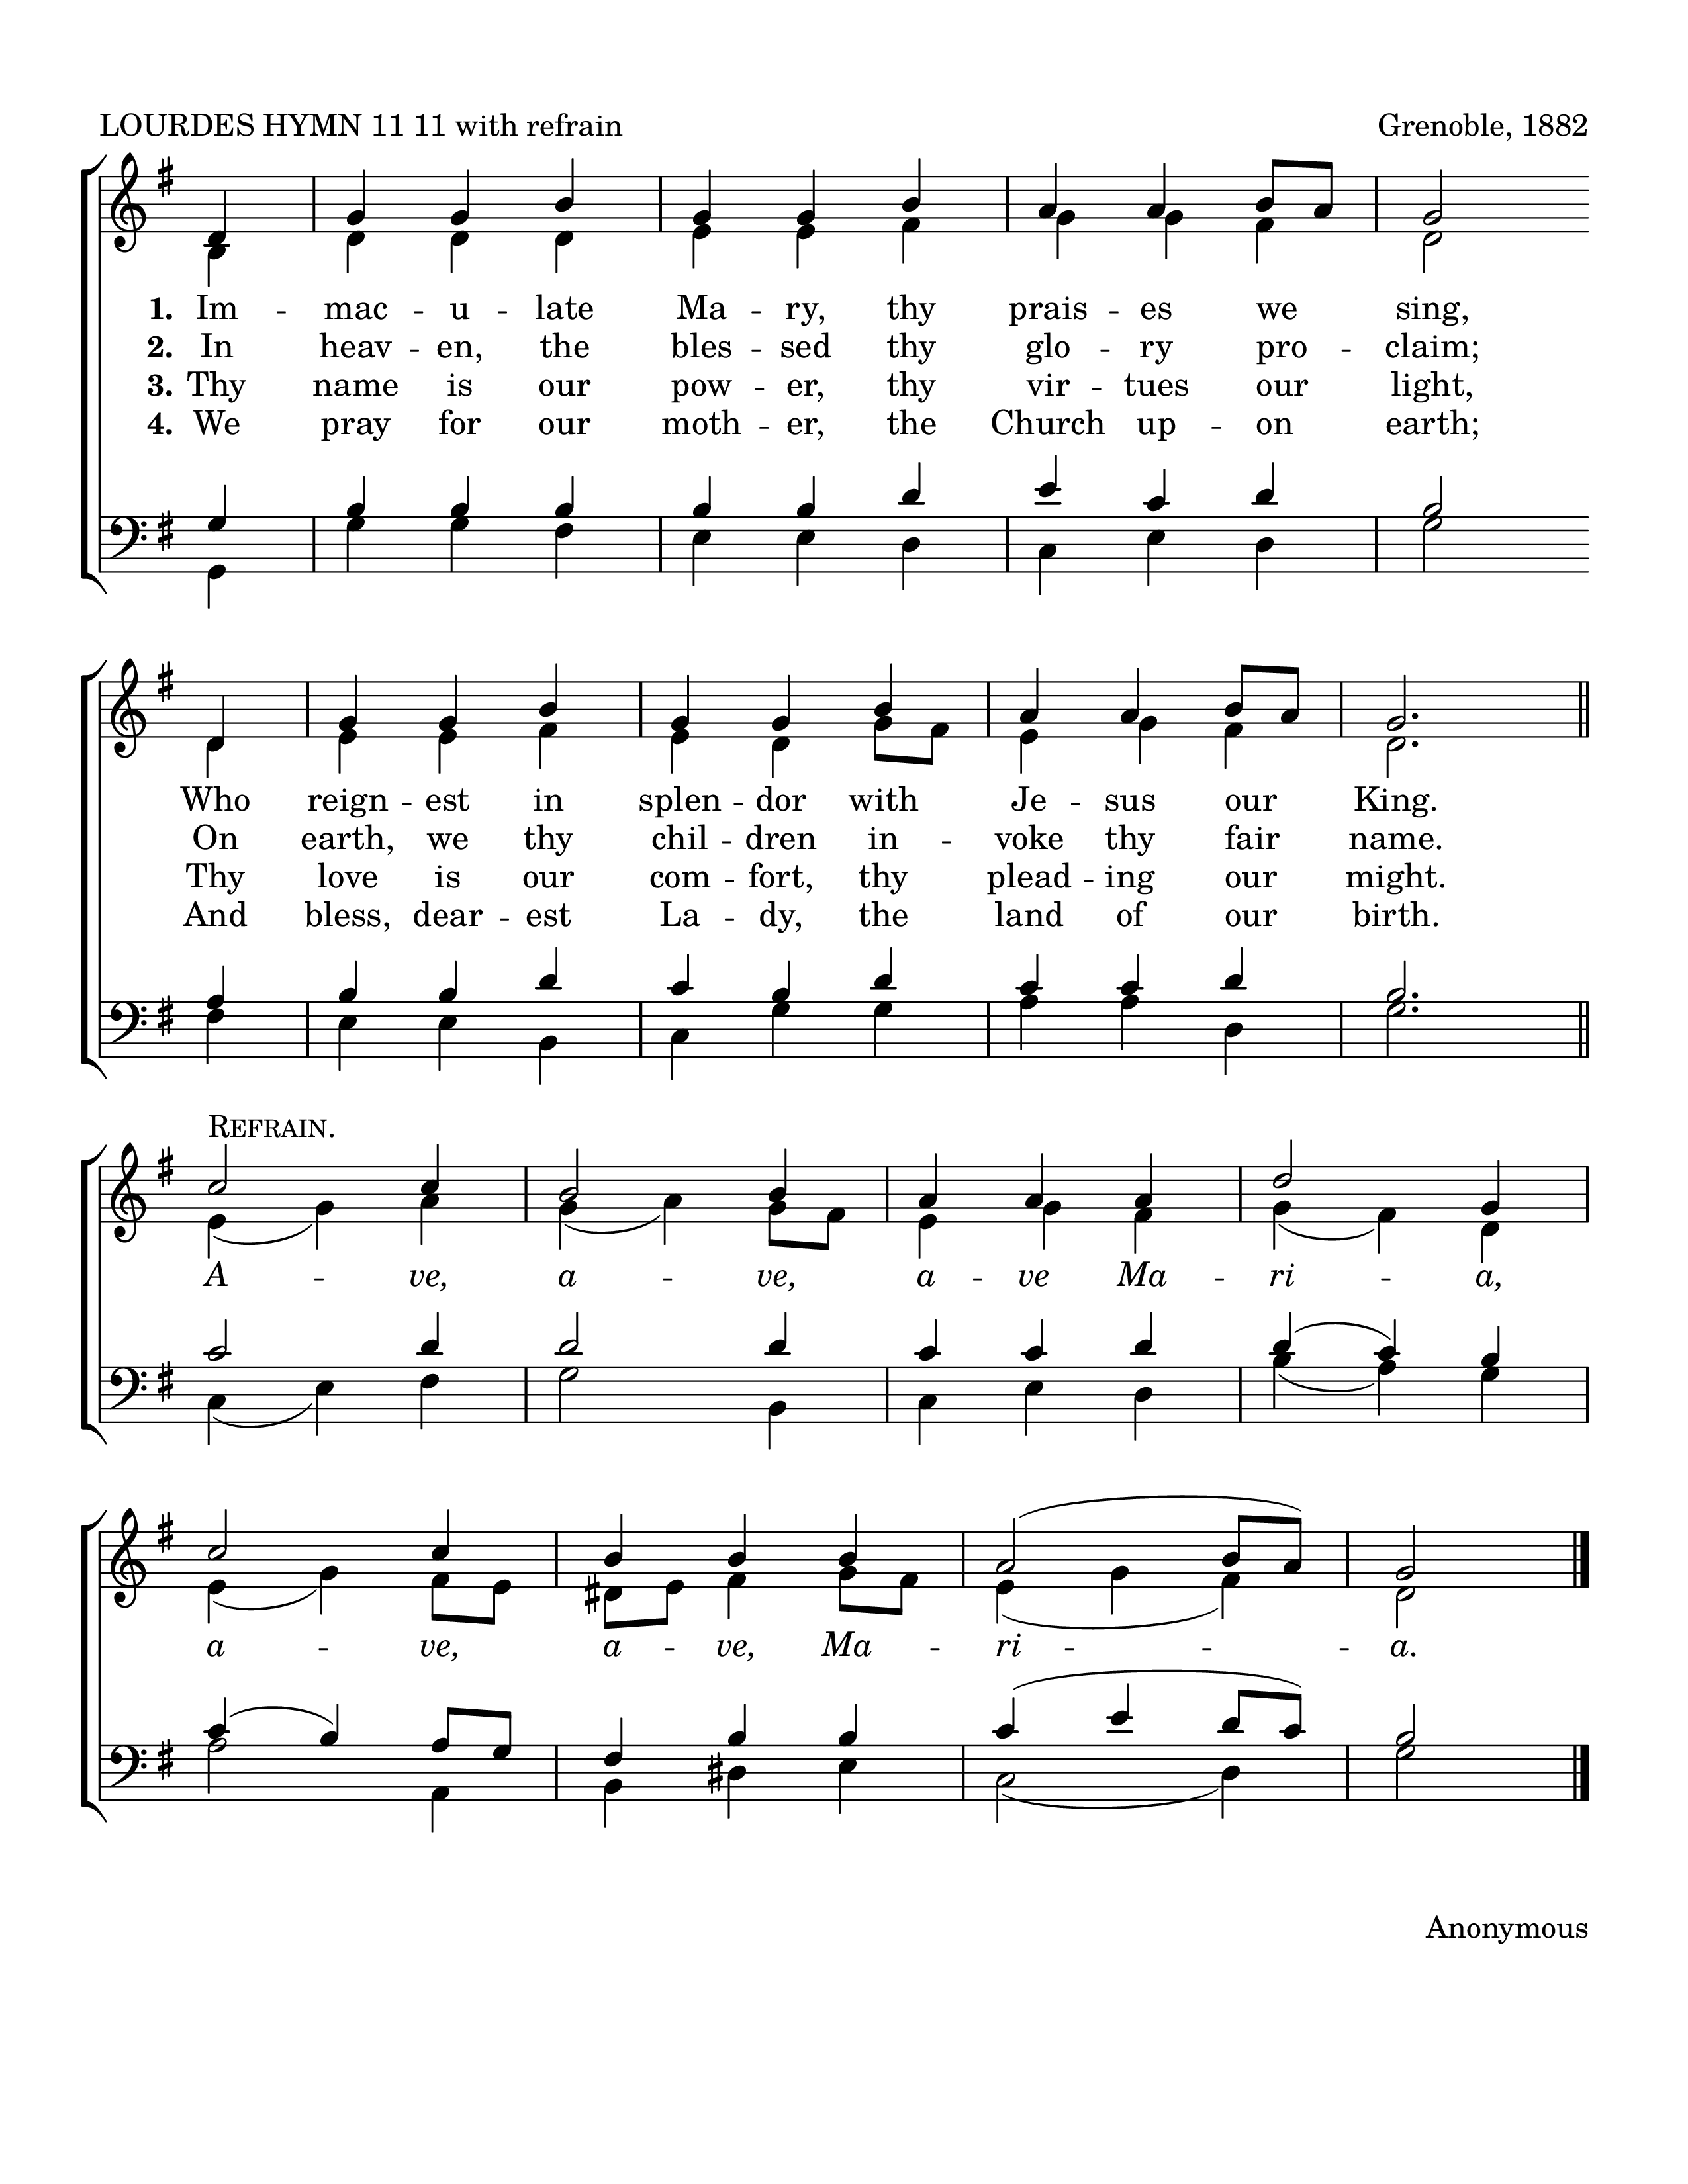 LOURDES HYMN 11 11 with refrain
Grenoble, 1882
1. Im - mac - u - late Ma - ry, thy prais - es we sing,
2. In heav - en, the bles - sed thy glo - ry pro - claim;
3. Thy name is our pow - er, thy vir - tues our light,
4. We pray for our moth - er, the Church up - on earth;
Who reign - est in splen - dor with Je - sus our King.
On earth, we thy chil - dren in - voke thy fair name.
Thy love is our com - fort, thy plead - ing our might.
And bless, dear - est La - dy, the land of our birth.
REFRAIN.
A - ve, a - ve, a - ve Ma - ri - a,
a - ve, a - ve, Ma - ri - - a.
Anonymous